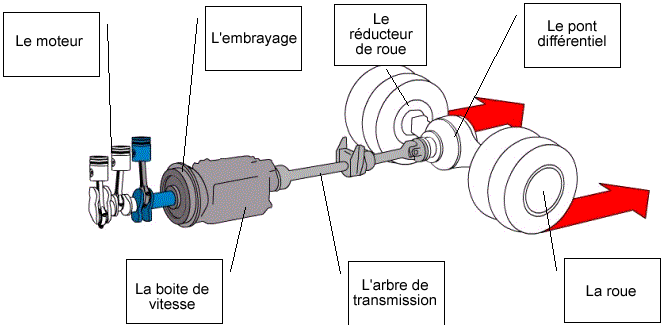 Le moteur
L'embrayage
Le
réducteur
de roue
Le pont
différentiel
La boite de
vitesse
L'arbre de
transmission
La roue